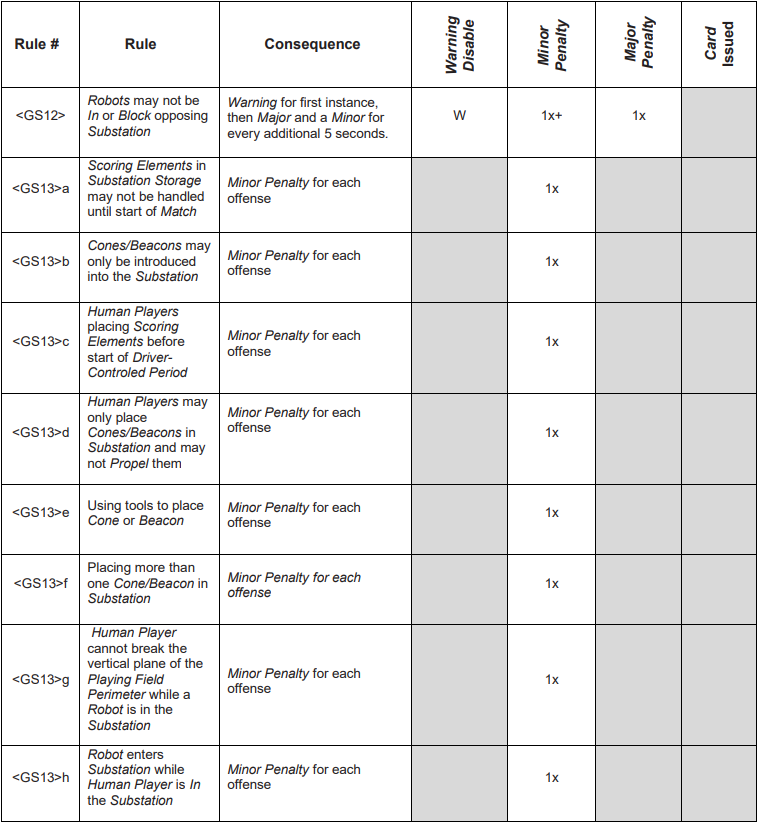 Rule #
Rule
Consequence
Warning
Disable
Minor
Penalty
Major
Penalty
Card
Issued
<GS12>
Robots may not be
In or Block opposing
Substation
Warning for first instance,
then Major and a Minor for
every additional 5 seconds.
W
1x+
1x
<GS13>a
Scoring Elements in
Substation Storage
may not be handled
until start of Match
Minor Penalty for each
offense
1x
<GS13>b
Cones/Beacons may
only be introduced
into the Substation
Minor Penalty for each
offense
1x
<GS13>c
Human Players
placing Scoring
Elements before
start of Driver-
Controled Period
Minor Penalty for each
offense
1x
<GS13>d
Human Players may
only place
Cones/Beacons in
Substation and may
not Propel them
Minor Penalty for each
offense
1x
<GS13>e
Using tools to place
Cone or Beacon
Minor Penalty for each
offense
1x
<GS13>f
Placing more than
one Cone/Beacon in
Substation
Minor Penalty for each
offense
1x
<GS13>g
Human Player
cannot break the
vertical plane of the
Playing Field
Perimeter while a
Robot is in the
Substation
Minor Penalty for each
offense
1x
<GS13>h
Robot enters
Substation while
Human Player is In
the Substation
Minor Penalty for each
offense
1x